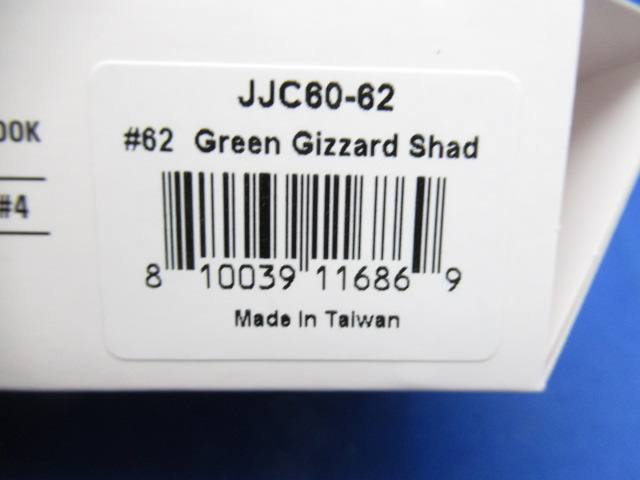 JJC60-62
#62 Green Gizzard Shad
OOK
#4
8 10039 11686 9
Made In Taiwan